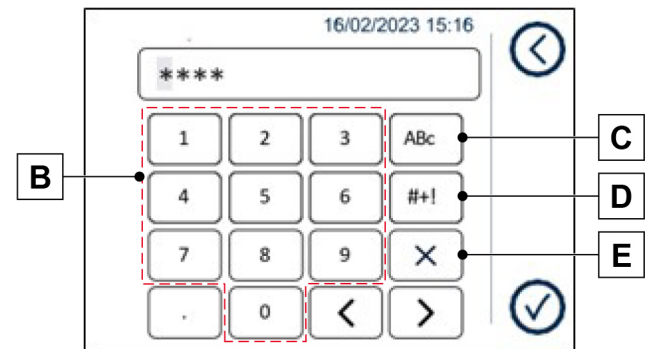 16/02/2023 15:16
****
1 2 3 ABc
C
B
4 5 6 #+!
D
7 8 9 ×
E
. 0 < >